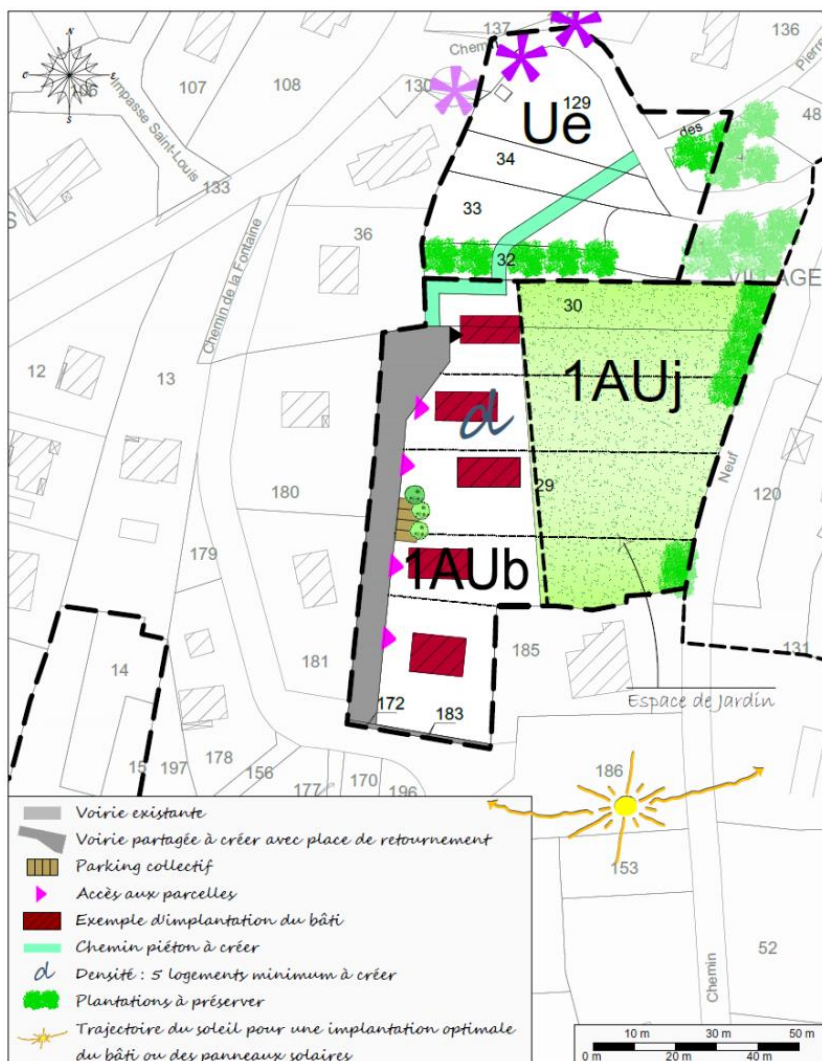 137
136
Chemin
Pierre
N
O
E
S
106
107
108
130
129
Ue
des
48
Impasse Saint-Louis
34
133
33
36
32
VILLAGE
Chemin de la Fontaine
30
1AUj
12
13
d
Neuf
29
120
180
179
1AUb
181
185
131
14
Espace de Jardin
172
183
15
197
178
156
177
170
196
186
153
52
Chemin
Voirie existante
Voirie partagée à créer avec place de retournement
Parking collectif
Accès aux parcelles
Exemple d'implantation du bâti
Chemin piéton à créer
d Densité : 5 logements minimum à créer
Plantations à préserver
Trajectoire du soleil pour une implantation optimale
du bâti ou des panneaux solaires
10 m 30 m 50 m
0 m 20 m 40 m